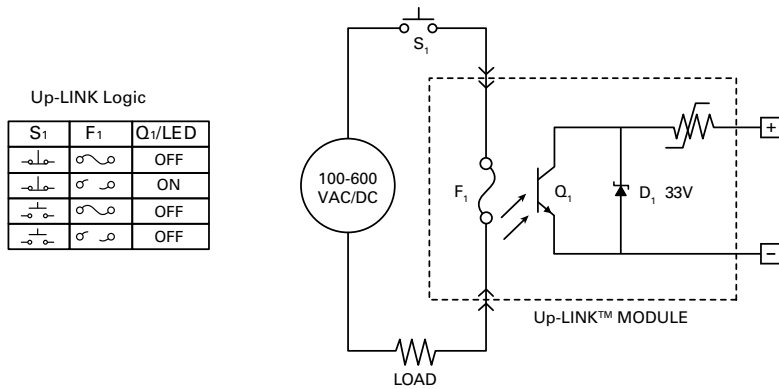 Up-LINK Logic
S1 F1 Q1/LED
OFF
ON
OFF
OFF
S1
100-600
VAC/DC
F1
Q1
D1 33V
+
–
Up-LINK™ MODULE
LOAD